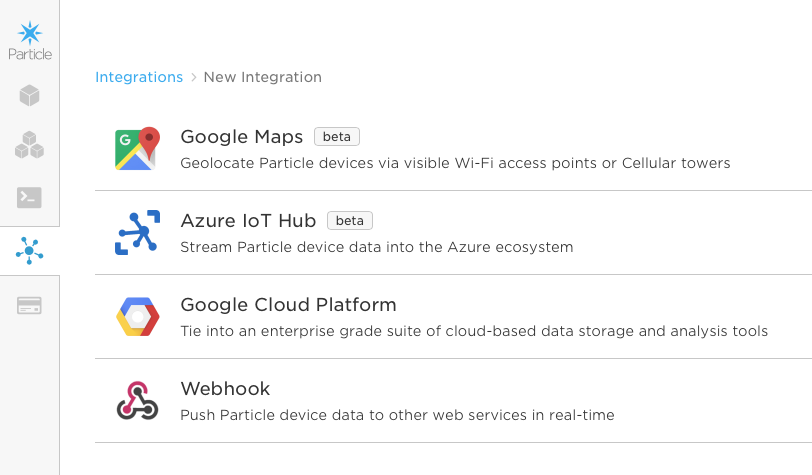 Particle
Integrations > New Integration
Google Maps beta
Geolocate Particle devices via visible Wi-Fi access points or Cellular towers
Azure IoT Hub beta
Stream Particle device data into the Azure ecosystem
Google Cloud Platform
Tie into an enterprise grade suite of cloud-based data storage and analysis tools
Webhook
Push Particle device data to other web services in real-time